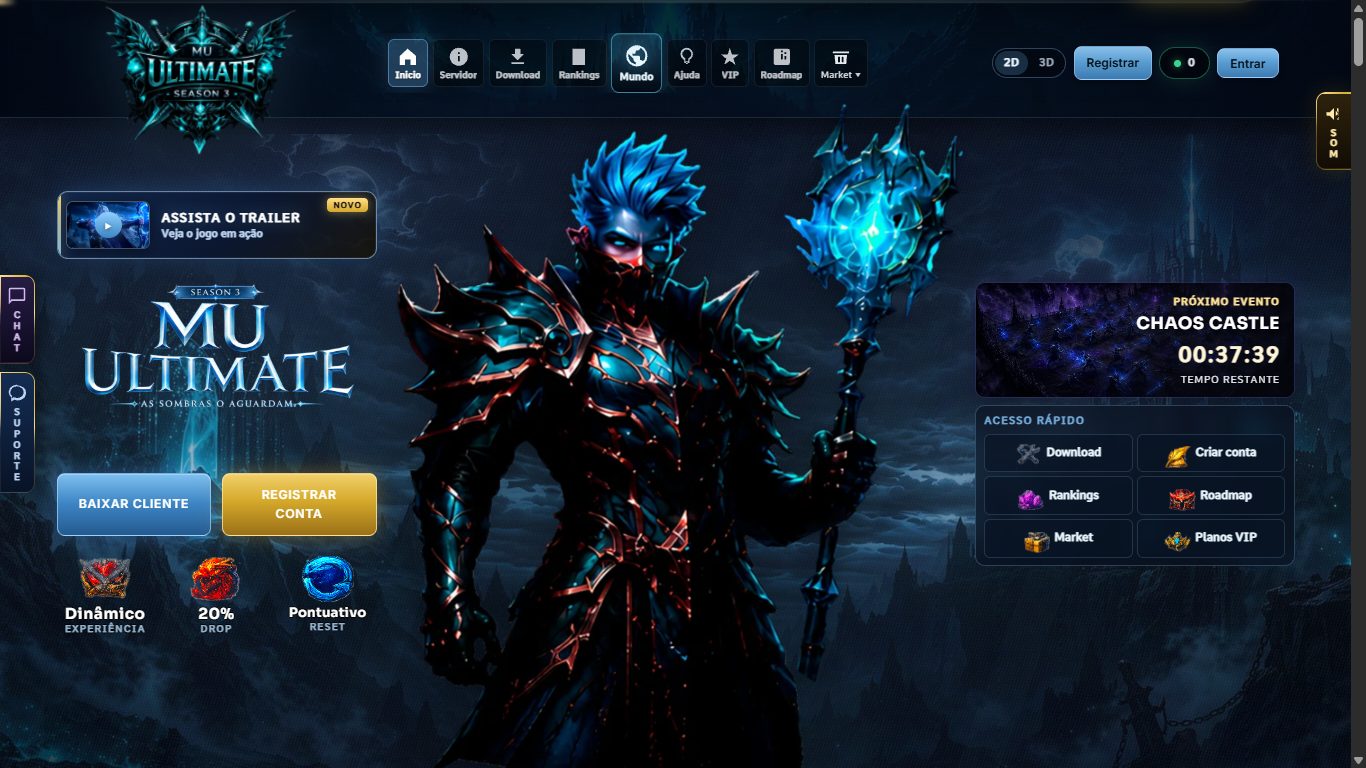 MU
ULTIMATE
SEASON 3
Início
Servidor
Download
Rankings
Mundo
Ajuda
VIP
Roadmap
Market
2D
3D
Registrar
0
Entrar
SOM
ASSISTA O TRAILER
NOVO
Veja o jogo em ação
CHAT
SUPORTE
SEASON 3
MU
ULTIMATE
AS SOMBRAS O AGUARDAM.
BAIXAR CLIENTE
REGISTRAR
CONTA
Dinâmico
EXPERIÊNCIA
20%
DROP
Pontuativo
RESET
PRÓXIMO EVENTO
CHAOS CASTLE
00:37:39
TEMPO RESTANTE
ACESSO RÁPIDO
Download
Criar conta
Rankings
Roadmap
Market
Planos VIP